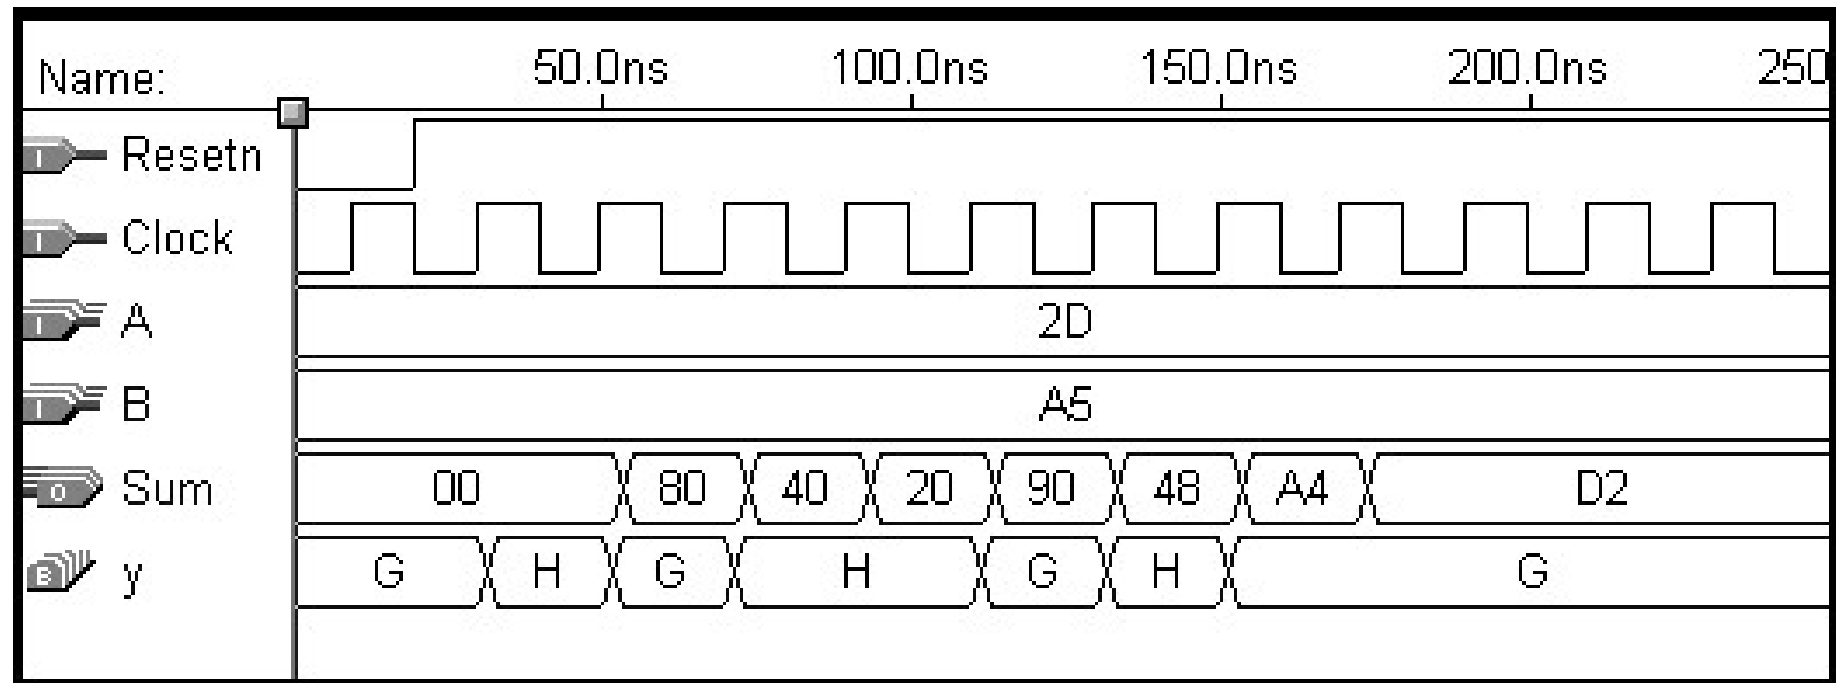 Name: 50.0ns 100.0ns 150.0ns 200.0ns 250
I Resetn
I Clock
I A 2D
I B A5
O Sum 00 80 40 20 90 48 A4 D2
B y G H G H G H G